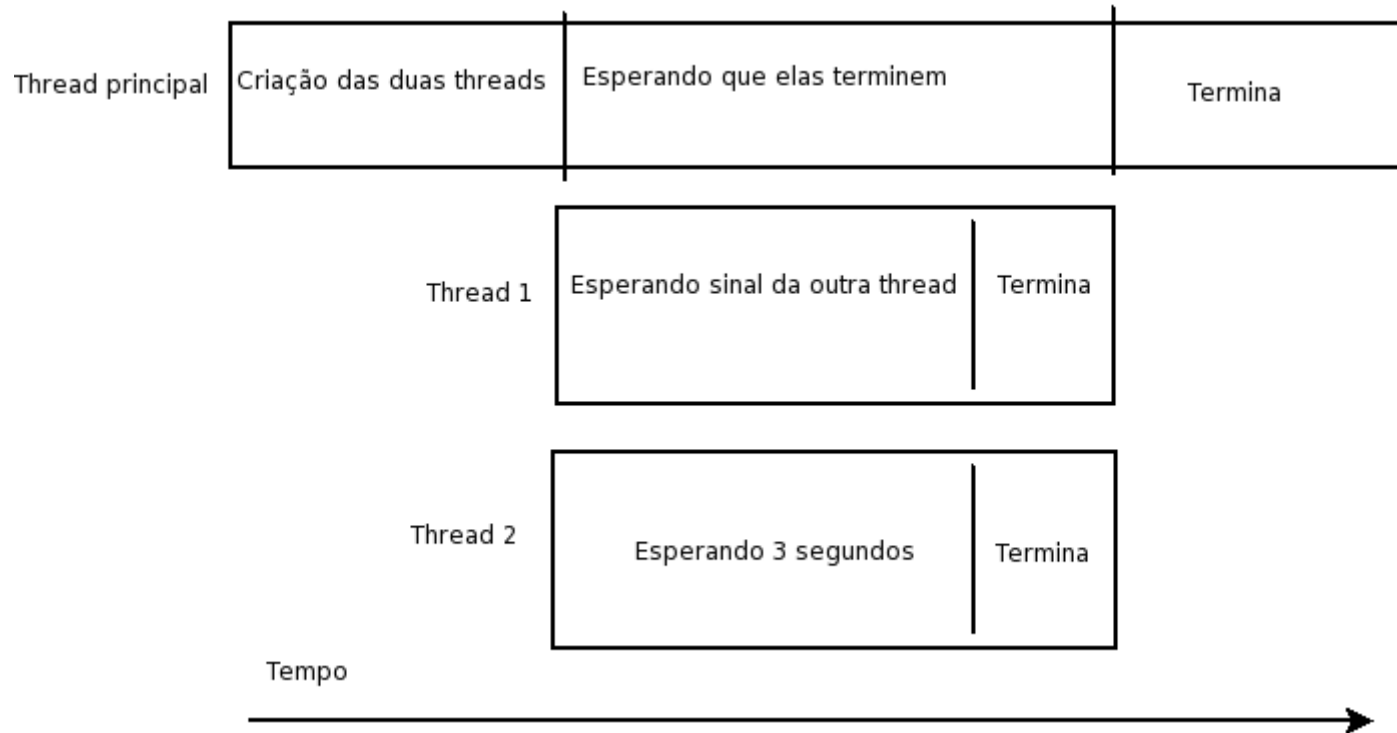 Thread principal
Criação das duas threads
Esperando que elas terminem
Termina
Thread 1
Esperando sinal da outra thread
Termina
Thread 2
Esperando 3 segundos
Termina
Tempo